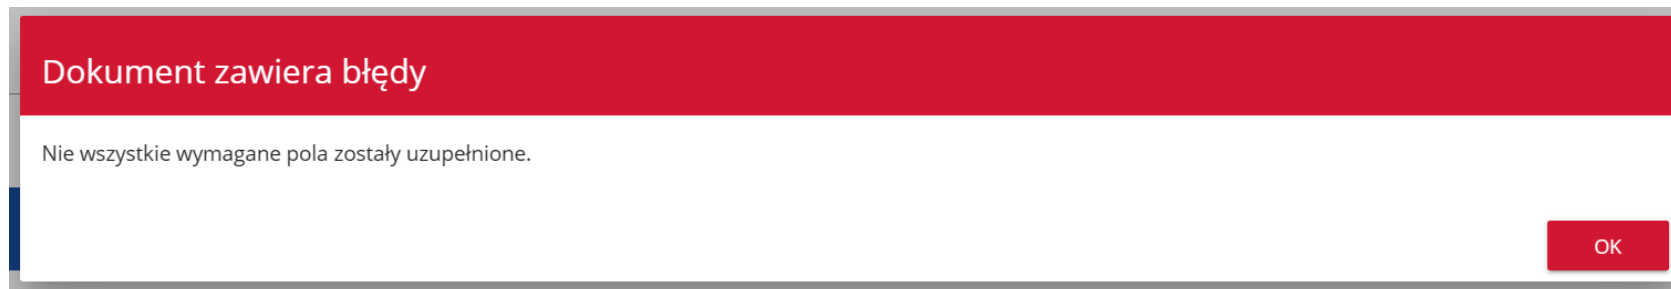 Dokument zawiera błędy
Nie wszystkie wymagane pola zostały uzupełnione.
OK